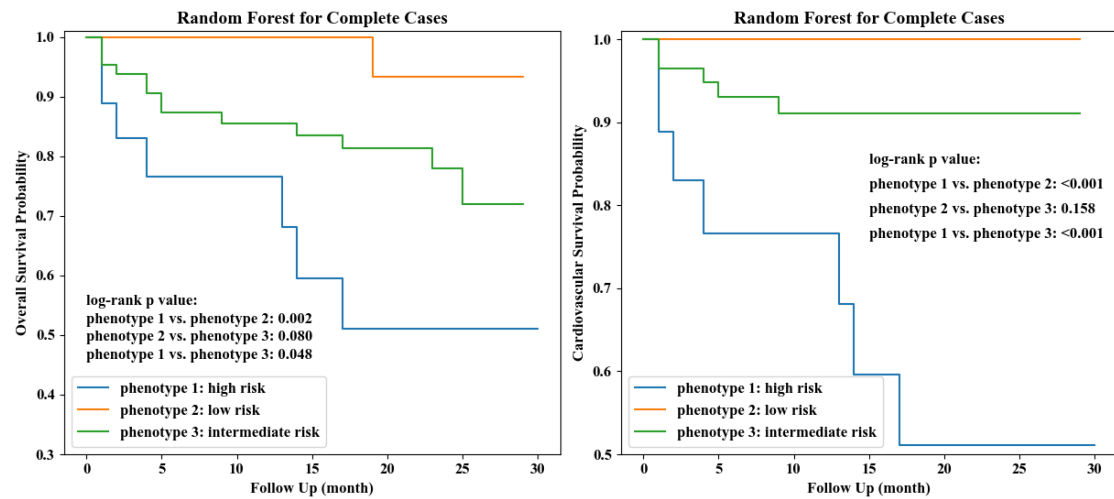 Random Forest for Complete Cases
Overall Survival Probability
1.0
0.9
0.8
0.7
0.6
0.5
0.4
0.3
log-rank p value:
phenotype 1 vs. phenotype 2: 0.002
phenotype 2 vs. phenotype 3: 0.080
phenotype 1 vs. phenotype 3: 0.048
phenotype 1: high risk
phenotype 2: low risk
phenotype 3: intermediate risk
0 5 10 15 20 25 30
Follow Up (month)
Random Forest for Complete Cases
Cardiovascular Survival Probability
1.0
0.9
0.8
0.7
0.6
0.5
log-rank p value:
phenotype 1 vs. phenotype 2: <0.001
phenotype 2 vs. phenotype 3: 0.158
phenotype 1 vs. phenotype 3: <0.001
phenotype 1: high risk
phenotype 2: low risk
phenotype 3: intermediate risk
0 5 10 15 20 25 30
Follow Up (month)